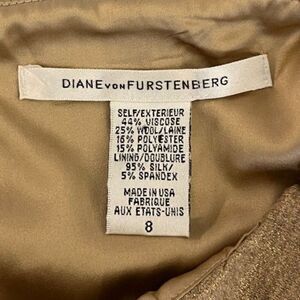 DIANE VON FURSTENBERG
SELF/EXTERIEUR
44% VISCOSE
25% WOOL/LAINE
16% POLYESTER
15% POLYAMIDE
LINING/DOUBLURE
95% SILK/
5% SPANDEX
MADE IN USA
FABRIQUE
AUX ETATS-UNIS
8